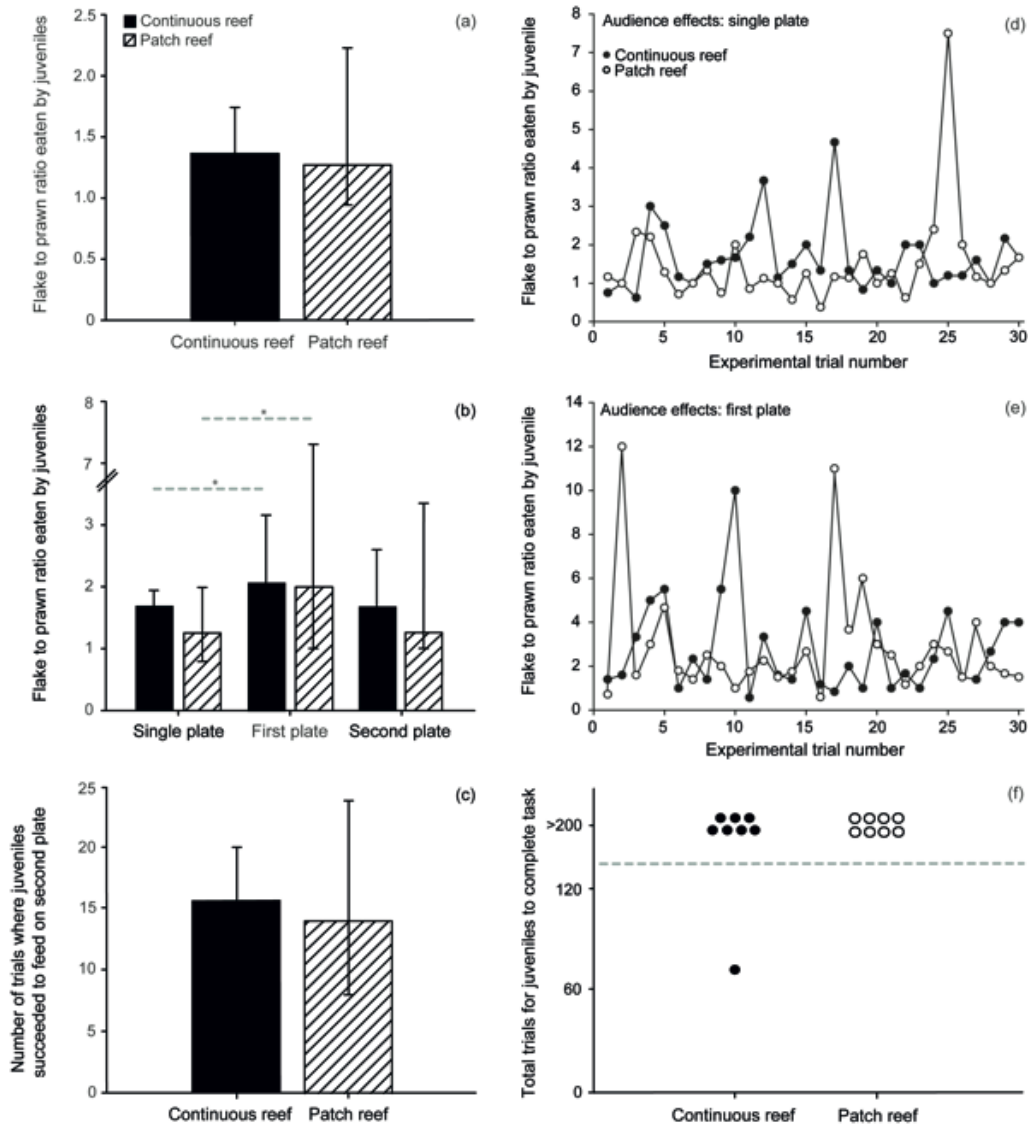 Flake to prawn ratio eaten by juveniles
2.5
2.0
1.5
1.0
0.5
0
Continuous reef
Patch reef
(a)
Continuous reef Patch reef
Flake to prawn ratio eaten by juveniles
8
7
3
2
1
0
(b)
*
*
Single plate First plate Second plate
Number of trials where juveniles
succeeded to feed on second plate
25
20
15
10
5
0
(c)
Continuous reef Patch reef
Flake to prawn ratio eaten by juvenile
8
7
6
5
4
3
2
1
0
Audience effects: single plate
(d)
Continuous reef
Patch reef
0 5 10 15 20 25 30
Experimental trial number
Flake to prawn ratio eaten by juvenile
14
12
10
8
6
4
2
0
Audience effects: first plate
(e)
5 10 15 20 25 30
Experimental trial number
Total trials for juveniles to complete task
>200
120
60
0
(f)
Continuous reef Patch reef